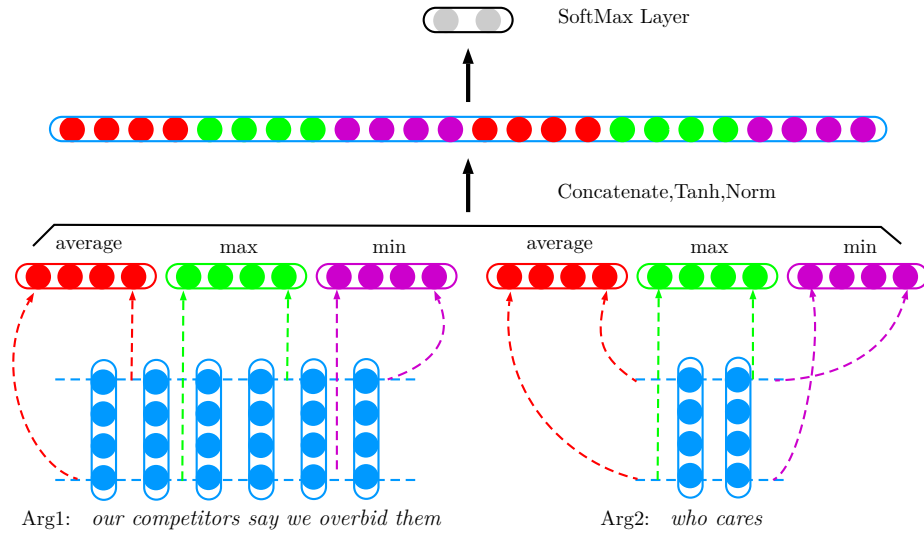 SoftMax Layer
Concatenate,Tanh,Norm
average max min average max min
Arg1: our competitors say we overbid them Arg2: who cares